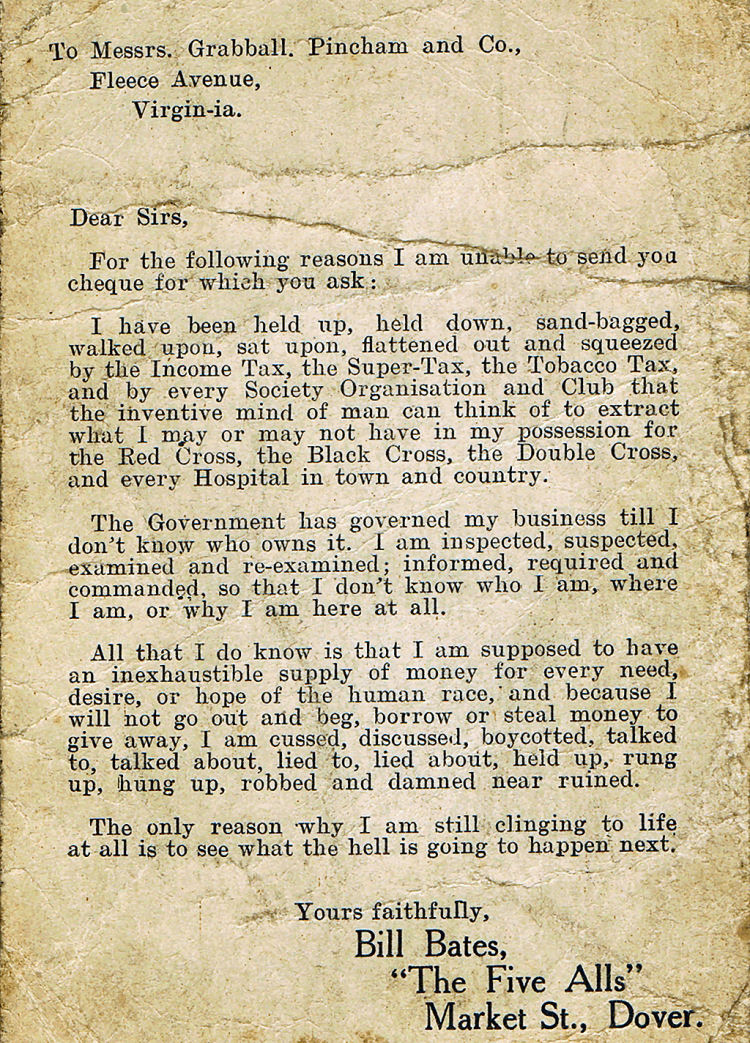 To Messrs. Grabball. Pincham and Co.,
Fleece Avenue,
Virgin-ia.
Dear Sirs,
For the following reasons I am unable to send you
cheque for which you ask:
I have been held up, held down, sand-bagged,
walked upon, sat upon, flattened out and squeezed
by the Income Tax, the Super-Tax, the Tobacco Tax,
and by every Society Organisation and Club that
the inventive mind of man can think of to extract
what I may or may not have in my possession for
the Red Cross, the Black Cross, the Double Cross,
and every Hospital in town and country.
The Government has governed my business till I
don't know who owns it. I am inspected, suspected,
examined and re-examined; informed, required and
commanded, so that I don't know who I am, where
I am, or why I am here at all.
All that I do know is that I am supposed to have
an inexhaustible supply of money for every need,
desire, or hope of the human race, and because I
will not go out and beg, borrow or steal money to
give away, I am cussed, discussed, boycotted, talked
to, talked about, lied to, lied about, held up, rung
up, hung up, robbed and damned near ruined.
The only reason why I am still clinging to life
at all is to see what the hell is going to happen next.
Yours faithfully,
Bill Bates,
"The Five Alls"
Market St., Dover.